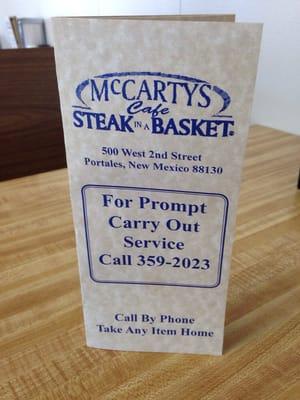 McCARTYS
Cafe
STEAK IN A BASKET
500 West 2nd Street
Portales, New Mexico 88130
For Prompt
Carry Out
Service
Call 359-2023
Call By Phone
Take Any Item Home